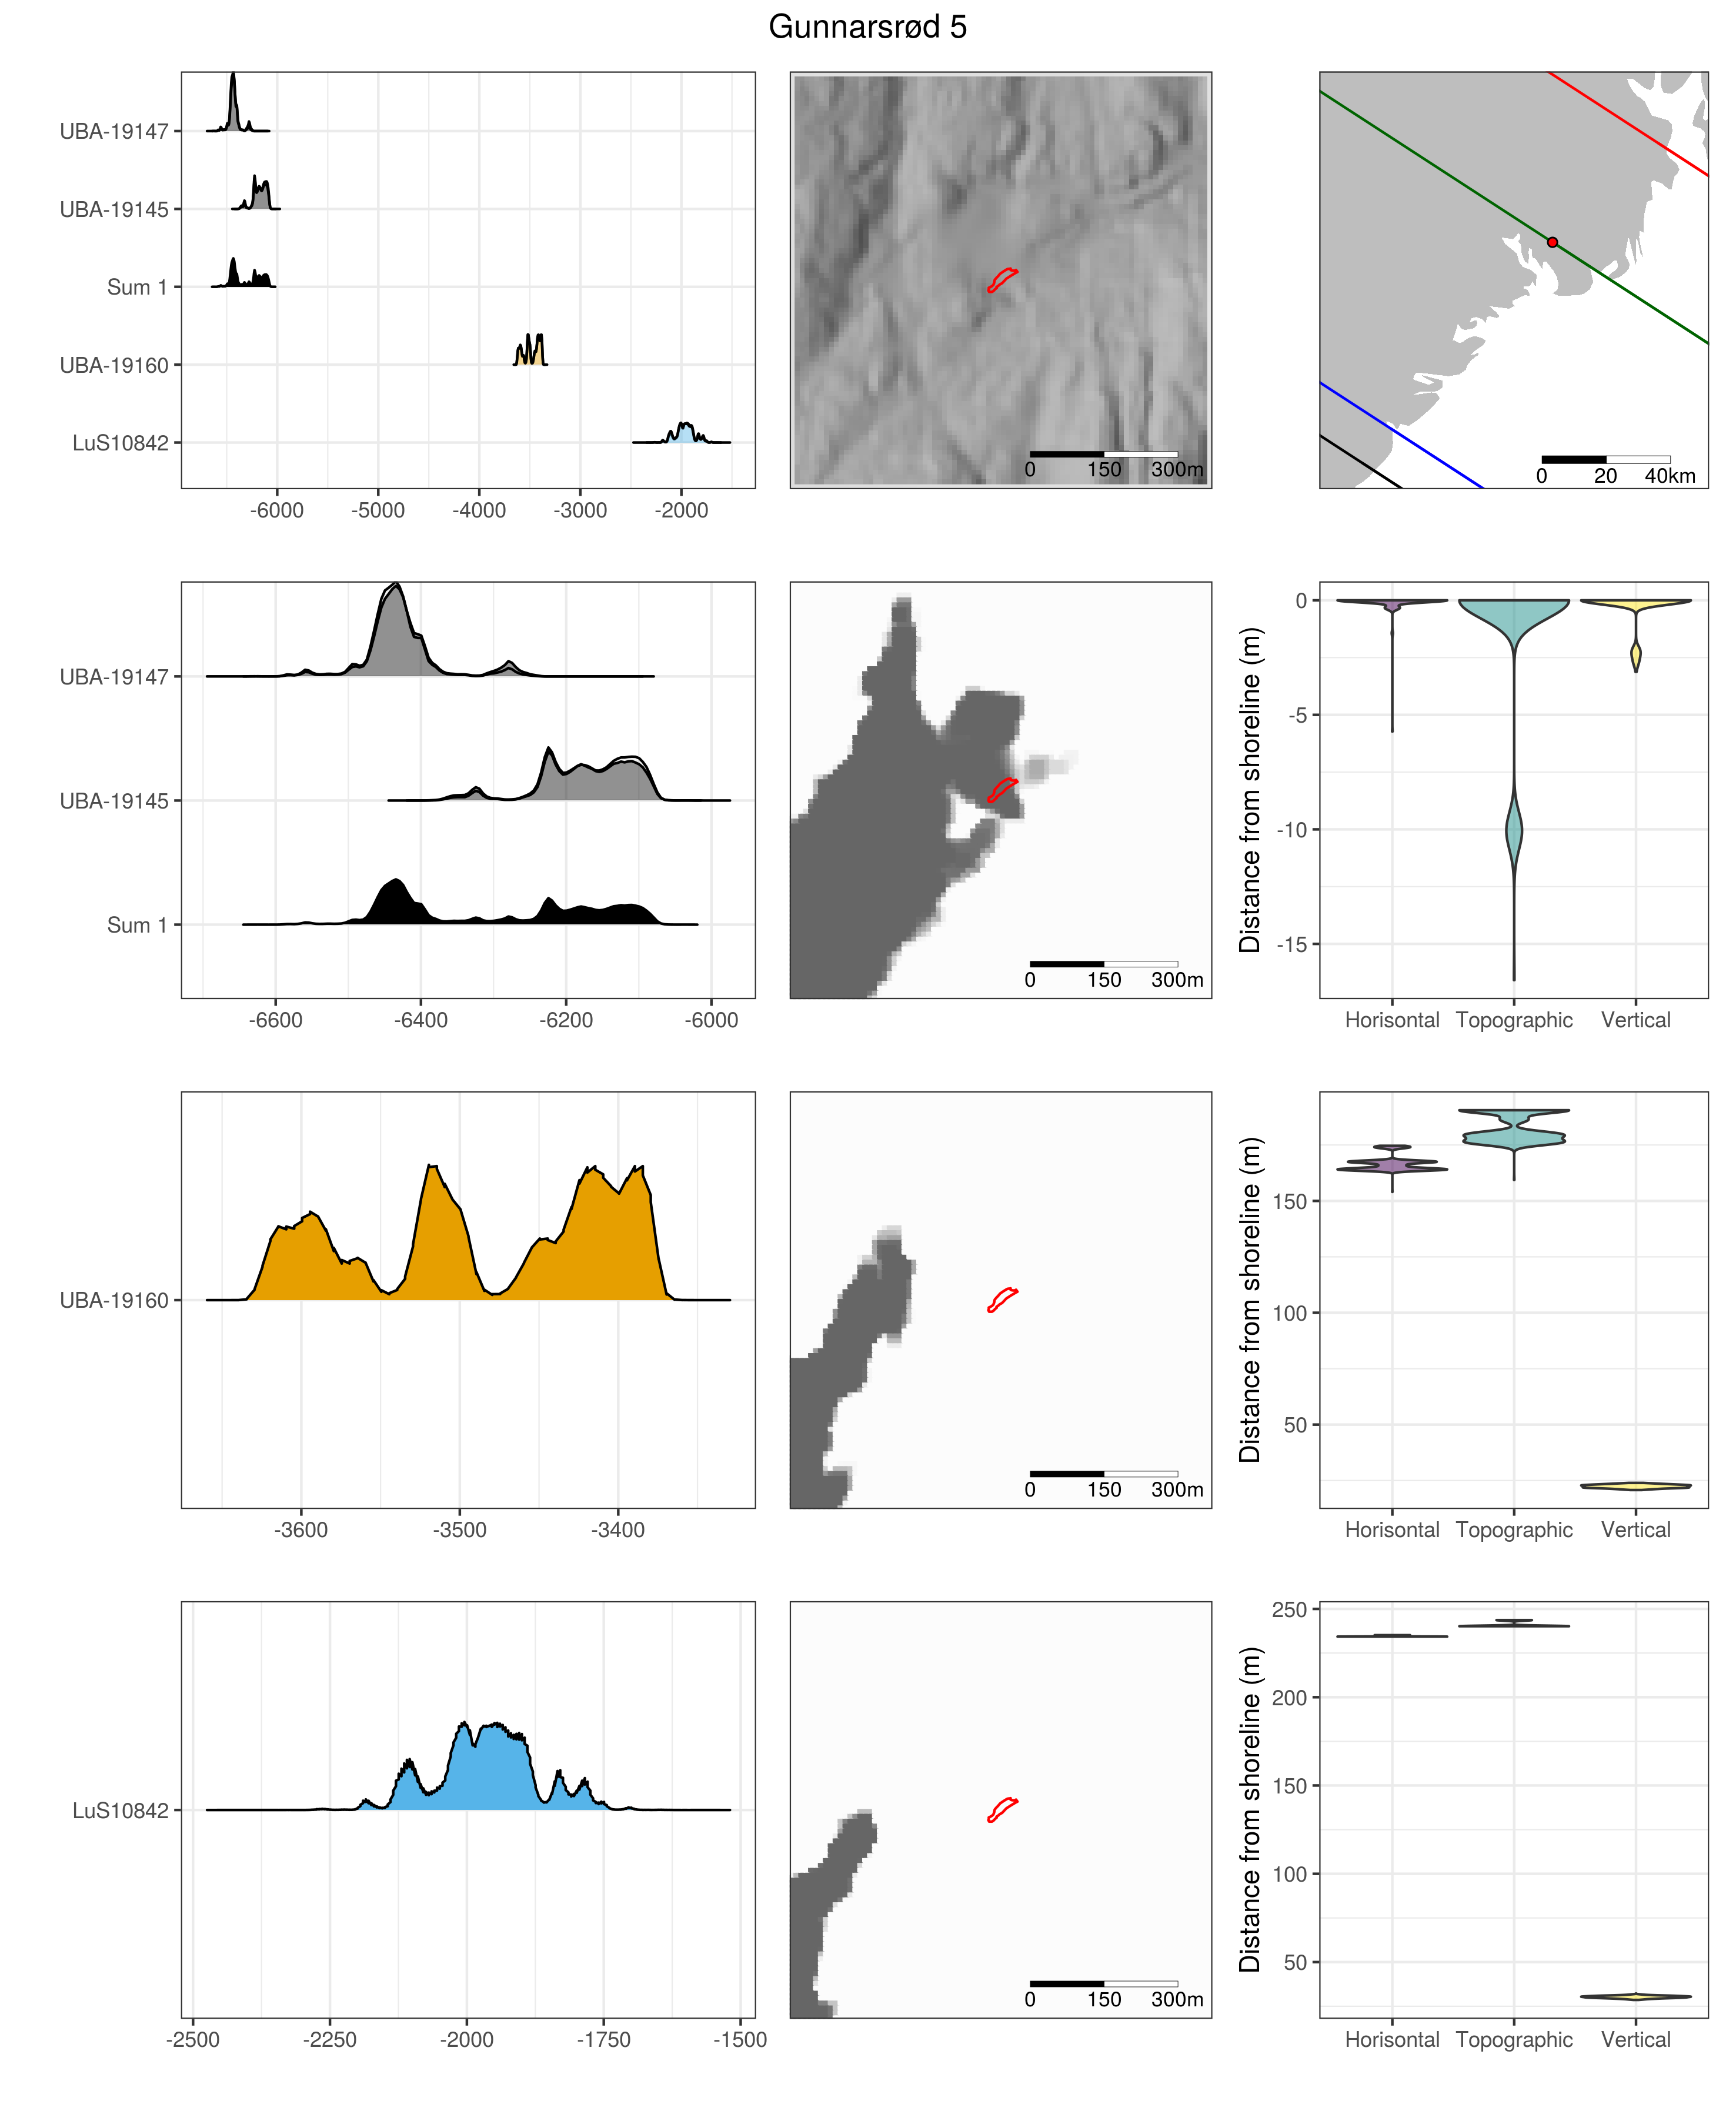 Gunnarsrød 5
UBA-19147
UBA-19145
Sum 1
UBA-19160
LuS10842
-6000 -5000 -4000 -3000 -2000
0 150 300m
0 20 40km
UBA-19147
UBA-19145
Sum 1
-6600 -6400 -6200 -6000
0 150 300m
Distance from shoreline (m)
0
-5
-10
-15
Horisontal Topographic Vertical
UBA-19160
-3600 -3500 -3400
0 150 300m
Distance from shoreline (m)
150
100
50
Horisontal Topographic Vertical
LuS10842
-2500 -2250 -2000 -1750 -1500
0 150 300m
Distance from shoreline (m)
250
200
150
100
50
Horisontal Topographic Vertical